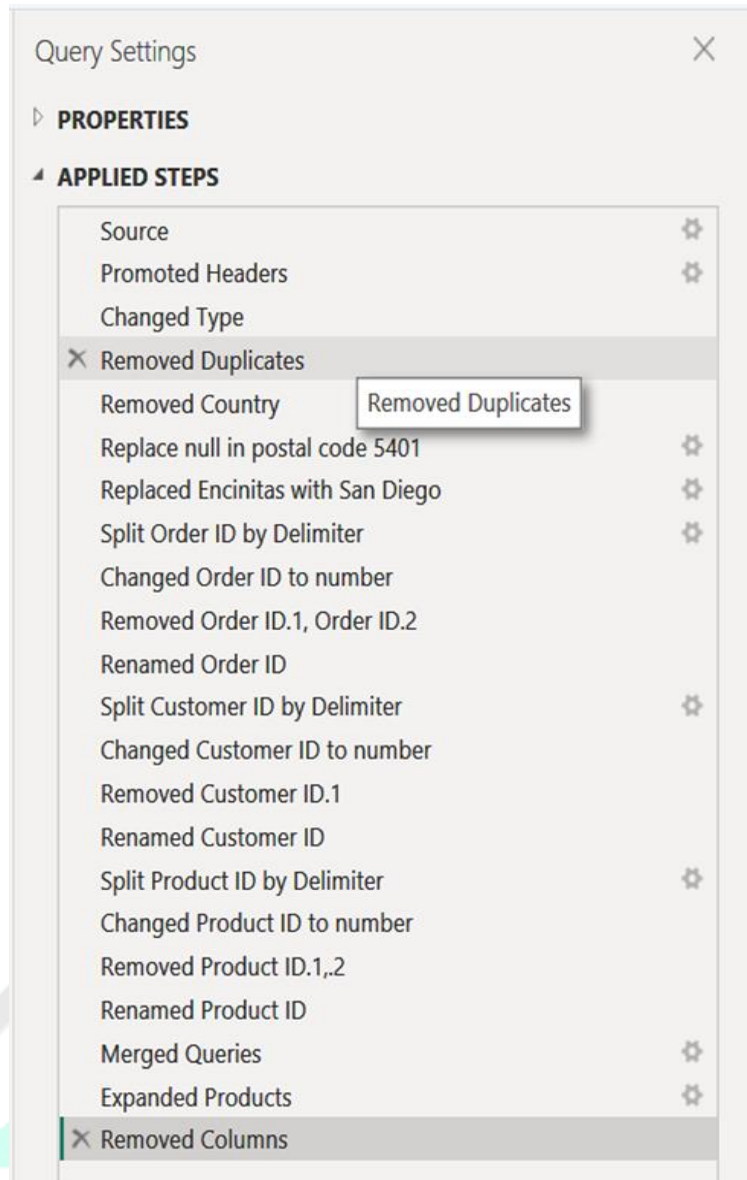 Query Settings
PROPERTIES
APPLIED STEPS
Source
Promoted Headers
Changed Type
Removed Duplicates
Removed Country
Removed Duplicates
Replace null in postal code 5401
Replaced Encinitas with San Diego
Split Order ID by Delimiter
Changed Order ID to number
Removed Order ID.1, Order ID.2
Renamed Order ID
Split Customer ID by Delimiter
Changed Customer ID to number
Removed Customer ID.1
Renamed Customer ID
Split Product ID by Delimiter
Changed Product ID to number
Removed Product ID.1,.2
Renamed Product ID
Merged Queries
Expanded Products
Removed Columns